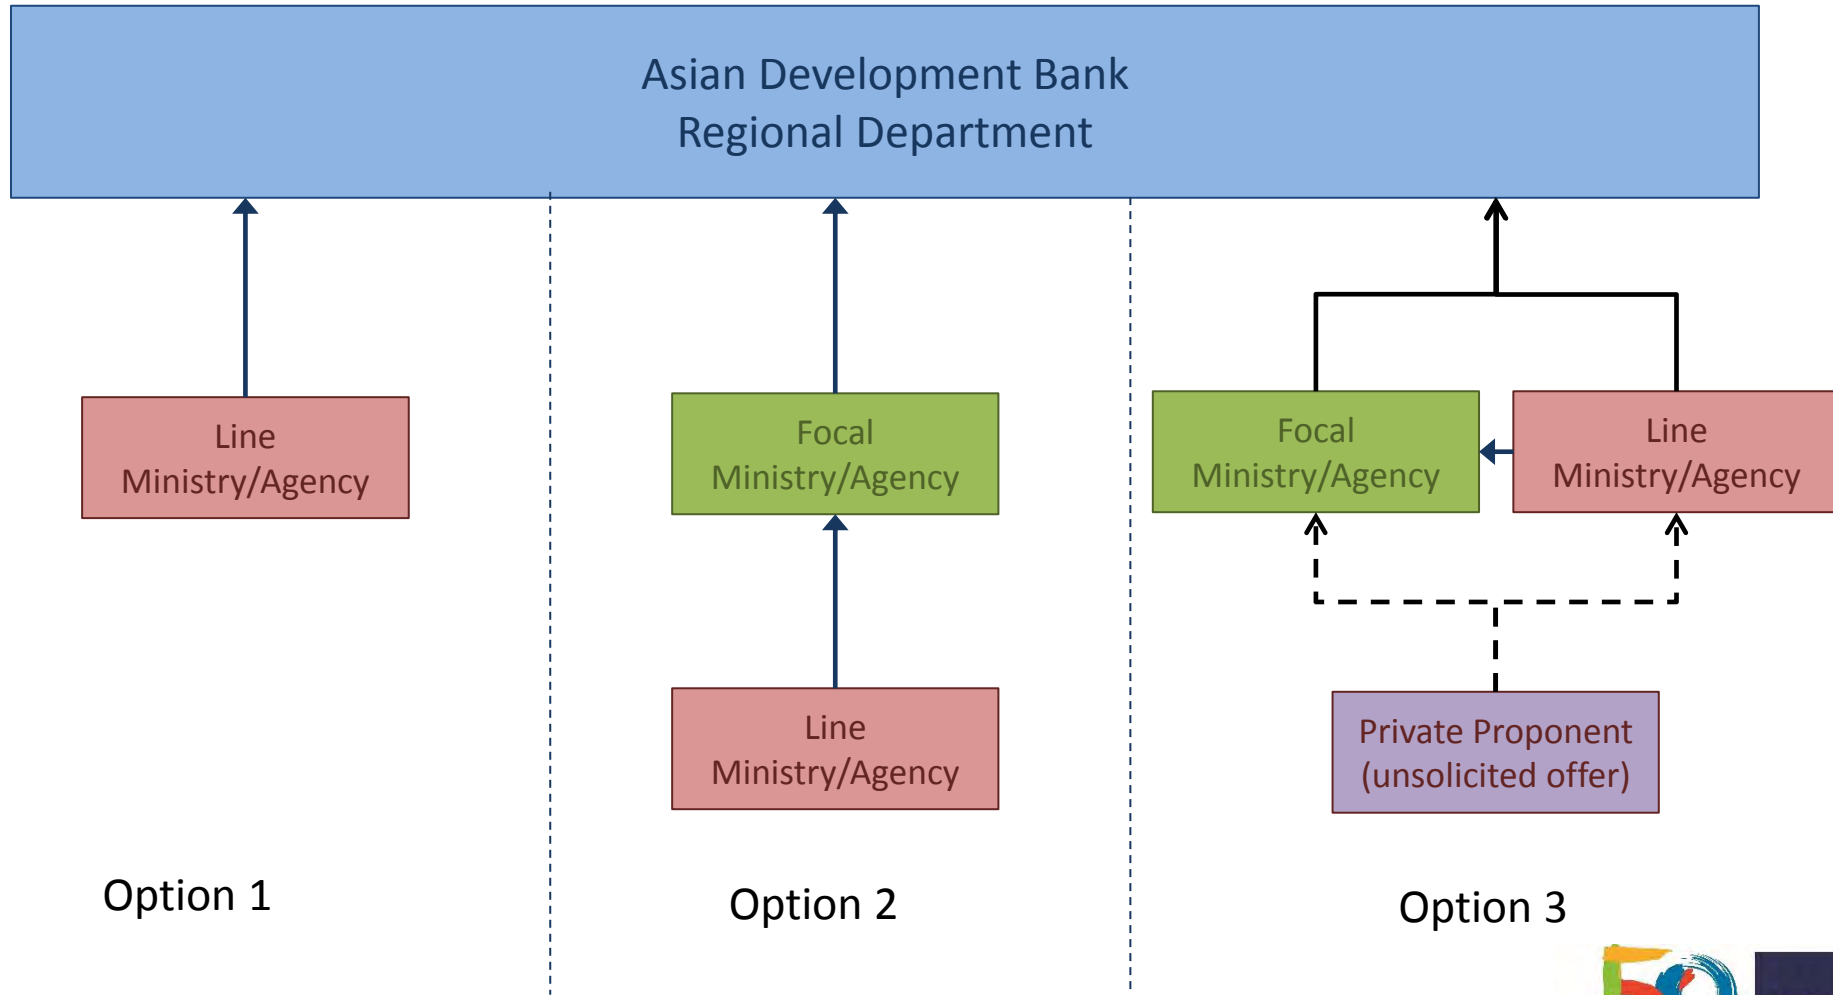 Asian Development Bank
Regional Department
Line
Ministry/Agency
Option 1
Focal
Ministry/Agency
Line
Ministry/Agency
Option 2
Focal
Ministry/Agency
Line
Ministry/Agency
Private Proponent
(unsolicited offer)
Option 3